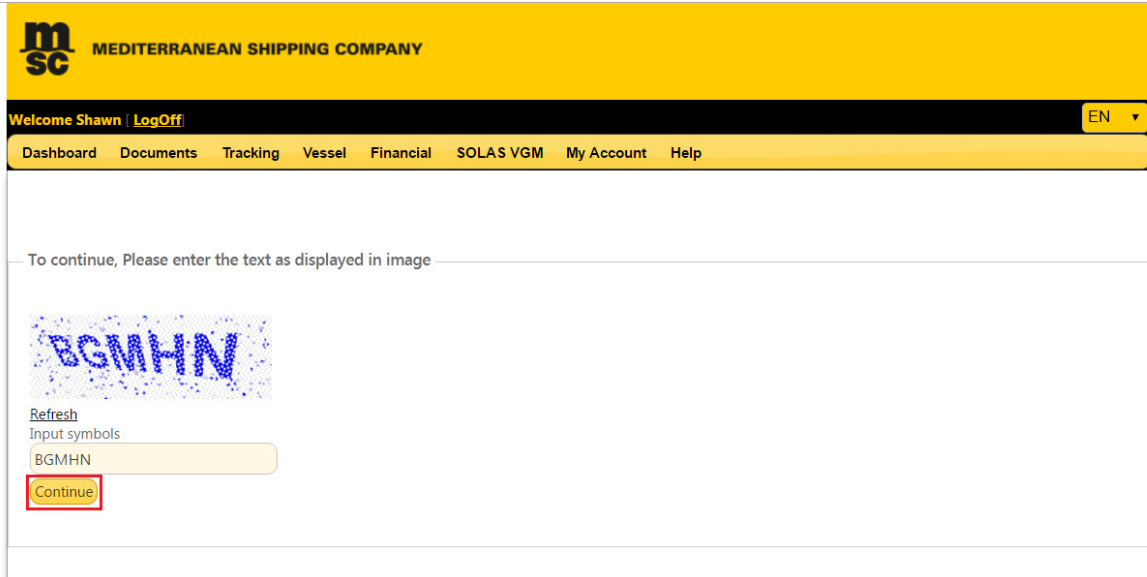 msc MEDITERRANEAN SHIPPING COMPANY
Welcome Shawn [ LogOff]
EN
Dashboard Documents Tracking Vessel Financial SOLAS VGM My Account Help
To continue, Please enter the text as displayed in image
BGMHN
Refresh
Input symbols
BGMHN
Continue